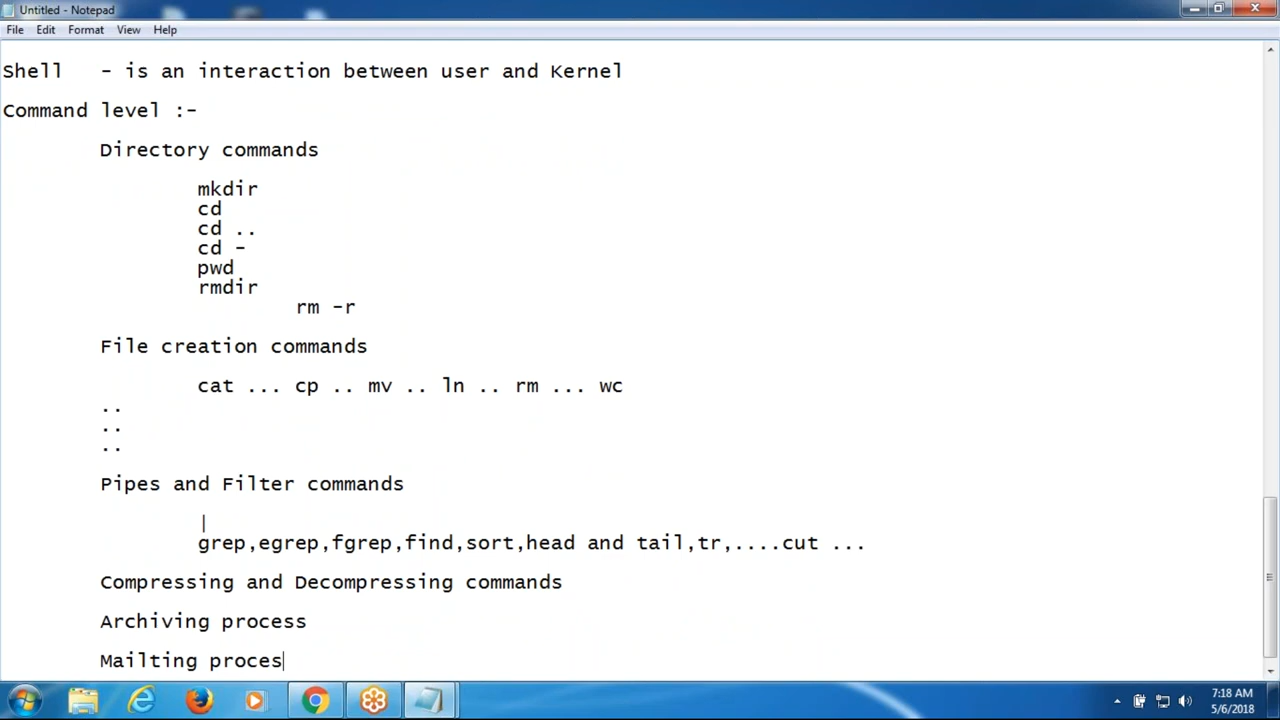 Untitled - Notepad
File Edit Format View Help
Shell - is an interaction between user and Kernel
Command level :-
Directory commands
mkdir
cd
cd ..
cd -
pwd
rmdir
rm -r
File creation commands
cat ... cp .. mv .. ln .. rm ... wc
..
..
..
Pipes and Filter commands
|
grep,egrep,fgrep,find,sort,head and tail,tr,....cut ...
Compressing and Decompressing commands
Archiving process
Mailting proces
7:18 AM
5/6/2018